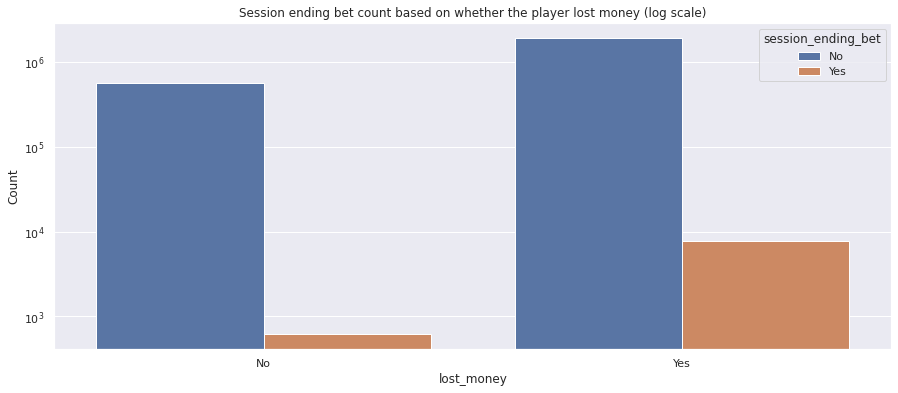 Session ending bet count based on whether the player lost money (log scale)
session_ending_bet
No
Yes
10⁶
10⁵
10⁴
10³
Count
No
Yes
lost_money